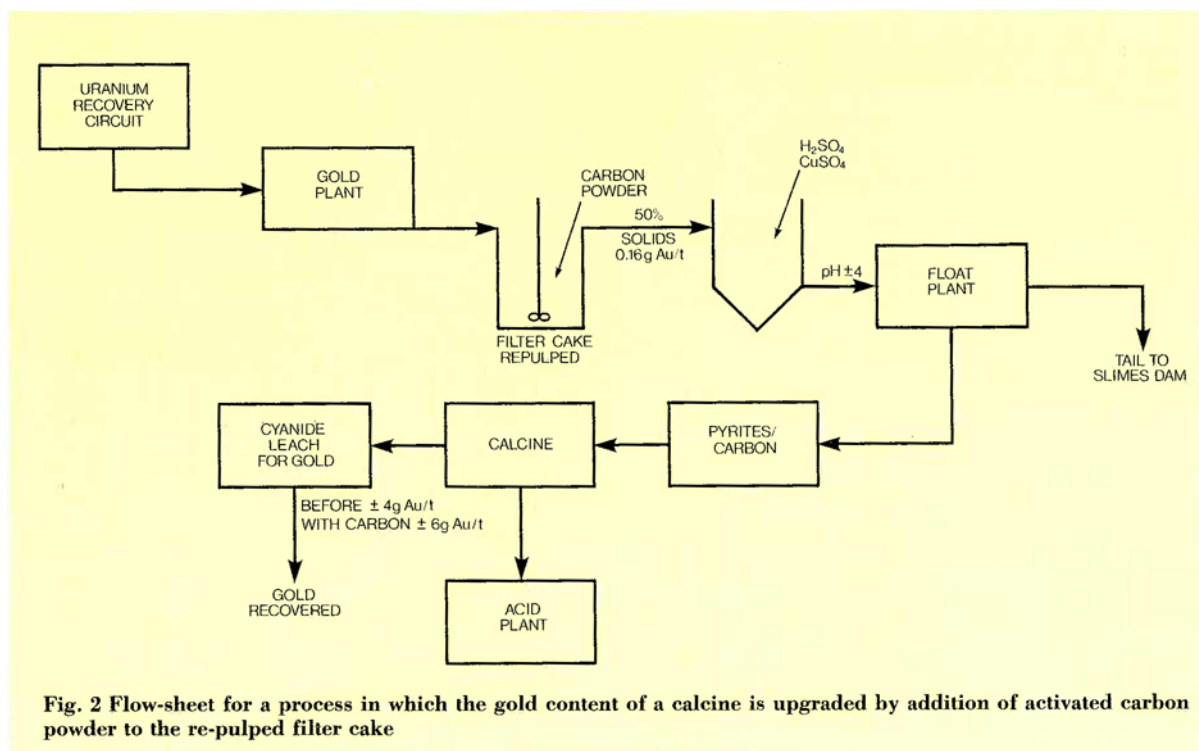 URANIUM
RECOVERY
CIRCUIT
GOLD
PLANT
CARBON
POWDER
50%
SOLIDS
0.16g Au/t
FILTER CAKE
REPULPED
H₂SO₄
CuSO₄
pH ±4
FLOAT
PLANT
TAIL TO
SLIMES DAM
CYANIDE
LEACH
FOR GOLD
CALCINE
PYRITES/
CARBON
BEFORE ± 4g Au/t
WITH CARBON ± 6g Au/t
GOLD
RECOVERED
ACID
PLANT
Fig. 2 Flow-sheet for a process in which the gold content of a calcine is upgraded by addition of activated carbon
powder to the re-pulped filter cake